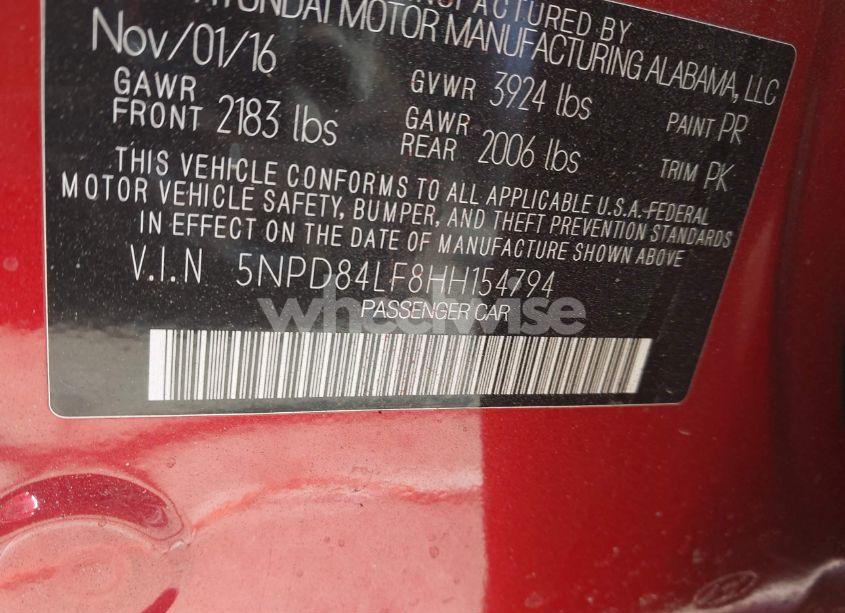 MANUFACTURED BY
HYUNDAI MOTOR MANUFACTURING ALABAMA, LLC
Nov/01/16
GAWR FRONT 2183 lbs
GVWR 3924 lbs
GAWR REAR 2006 lbs
PAINT PR
TRIM PK
THIS VEHICLE CONFORMS TO ALL APPLICABLE U.S.A. FEDERAL
MOTOR VEHICLE SAFETY, BUMPER, AND THEFT PREVENTION STANDARDS
IN EFFECT ON THE DATE OF MANUFACTURE SHOWN ABOVE
V.I.N 5NPD84LF8HH154794
wheelwise
PASSENGER CAR